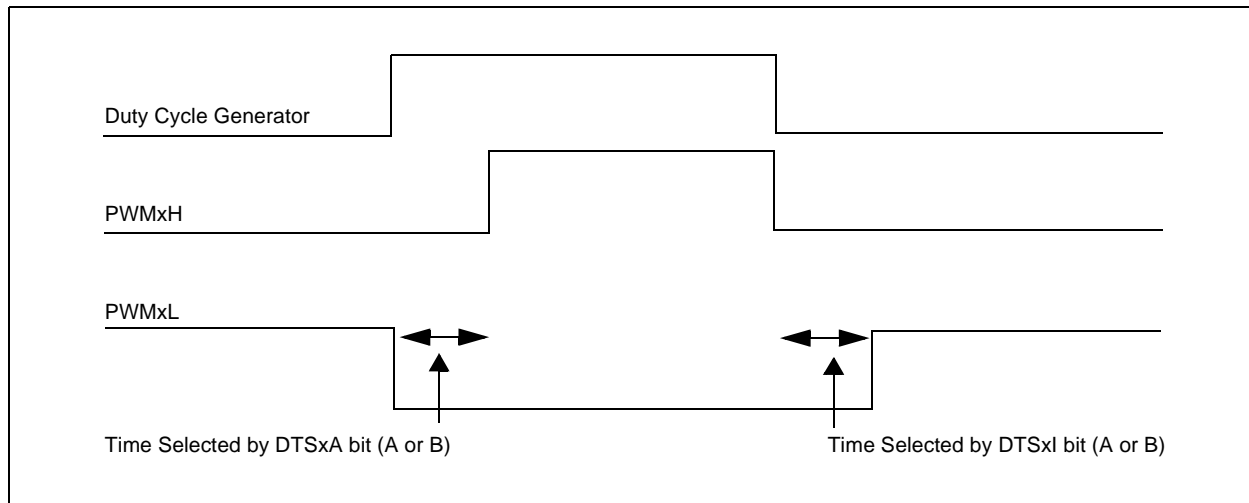 Duty Cycle Generator
PWMxH
PWMxL
Time Selected by DTSxA bit (A or B)
Time Selected by DTSxI bit (A or B)